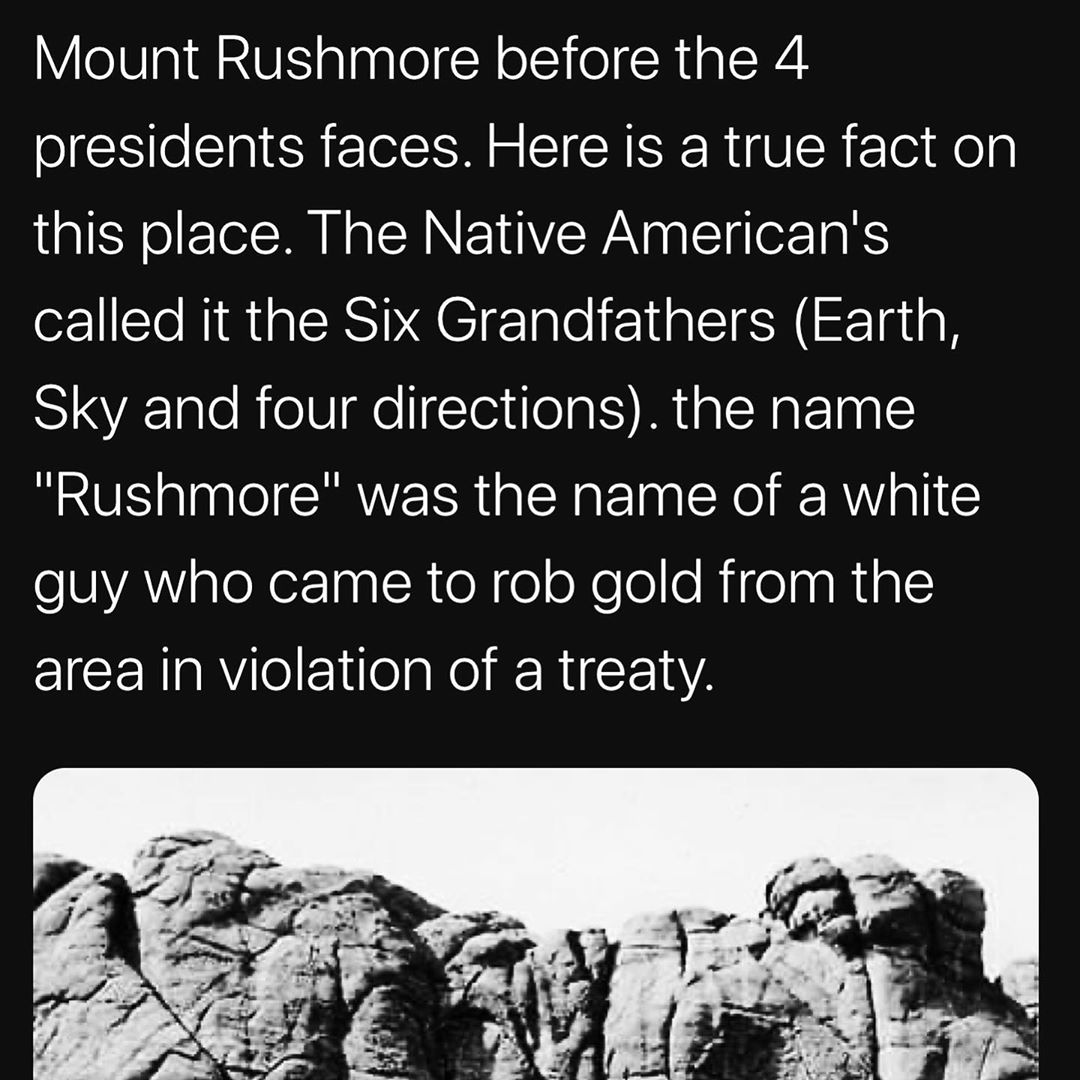 Mount Rushmore before the 4
presidents faces. Here is a true fact on
this place. The Native American's
called it the Six Grandfathers (Earth,
Sky and four directions). the name
"Rushmore" was the name of a white
guy who came to rob gold from the
area in violation of a treaty.